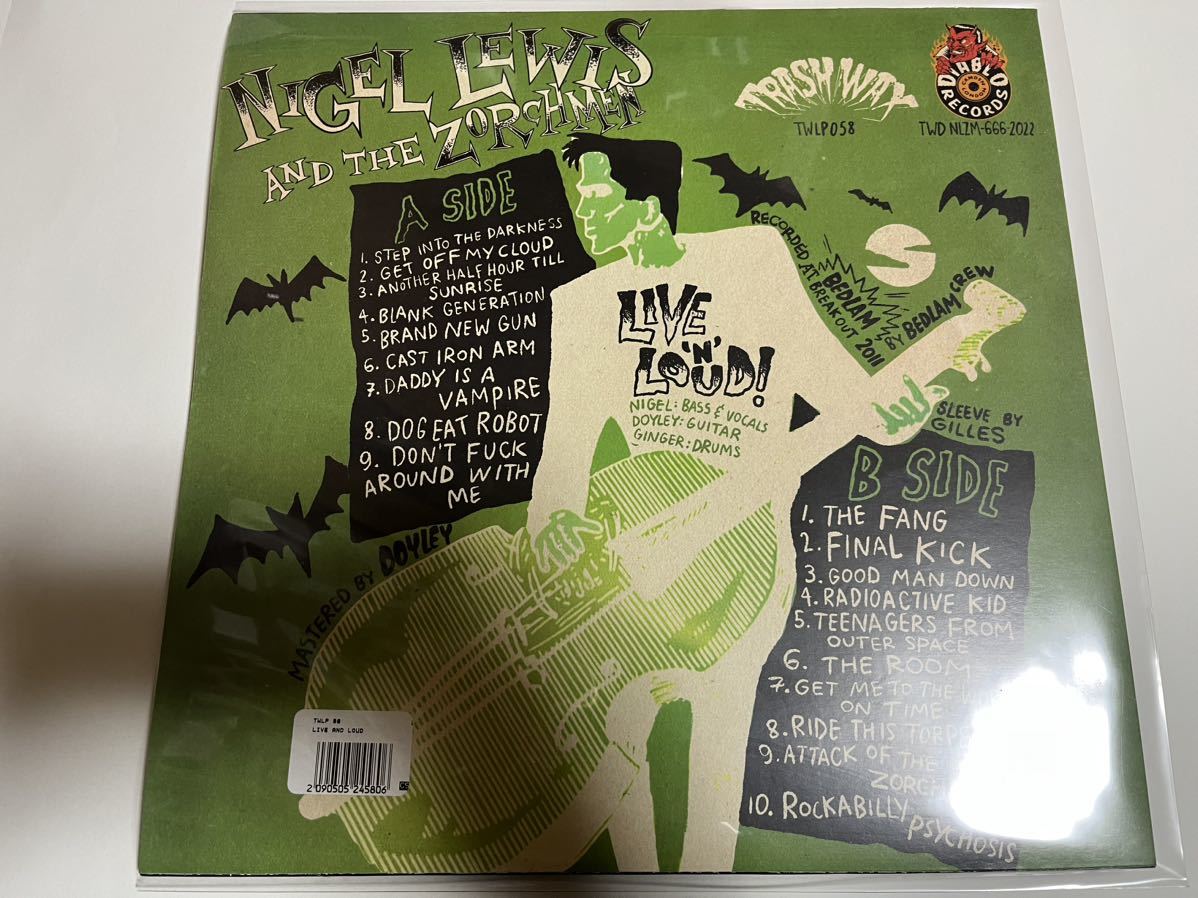 NIGEL LEWIS
AND THE ZORCHMEN
TRASH WAX
TWLP058
DIABLO
CAMDEN
LONDON
RECORDS
TWD NLZM-666-2022
A SIDE
1. STEP INTO THE DARKNESS
2. GET OFF MY CLOUD
3. ANOTHER HALF HOUR TILL
SUNRISE
4. BLANK GENERATION
5. BRAND NEW GUN
6. CAST IRON ARM
7. DADDY IS A
VAMPIRE
8. DOG EAT ROBOT
9. DON'T FUCK
AROUND WITH
ME
LIVE
'N'
LOUD!
NIGEL: BASS & VOCALS
DOYLEY: GUITAR
GINGER: DRUMS
RECORDED AT
BEDLAM
BREAKOUT 2011
BY BEDLAM CREW
SLEEVE BY
GILLES
MASTERED BY DOYLEY
B SIDE
1. THE FANG
2. FINAL KICK
3. GOOD MAN DOWN
4. RADIOACTIVE KID
5. TEENAGERS FROM
OUTER SPACE
6. THE ROOM
7. GET ME TO THE
ON TIME
8. RIDE THIS
9. ATTACK OF THE
10. ROCKABILLY
PSYCHOSIS
TWLP 58
LIVE AND LOUD
2 090505 245806